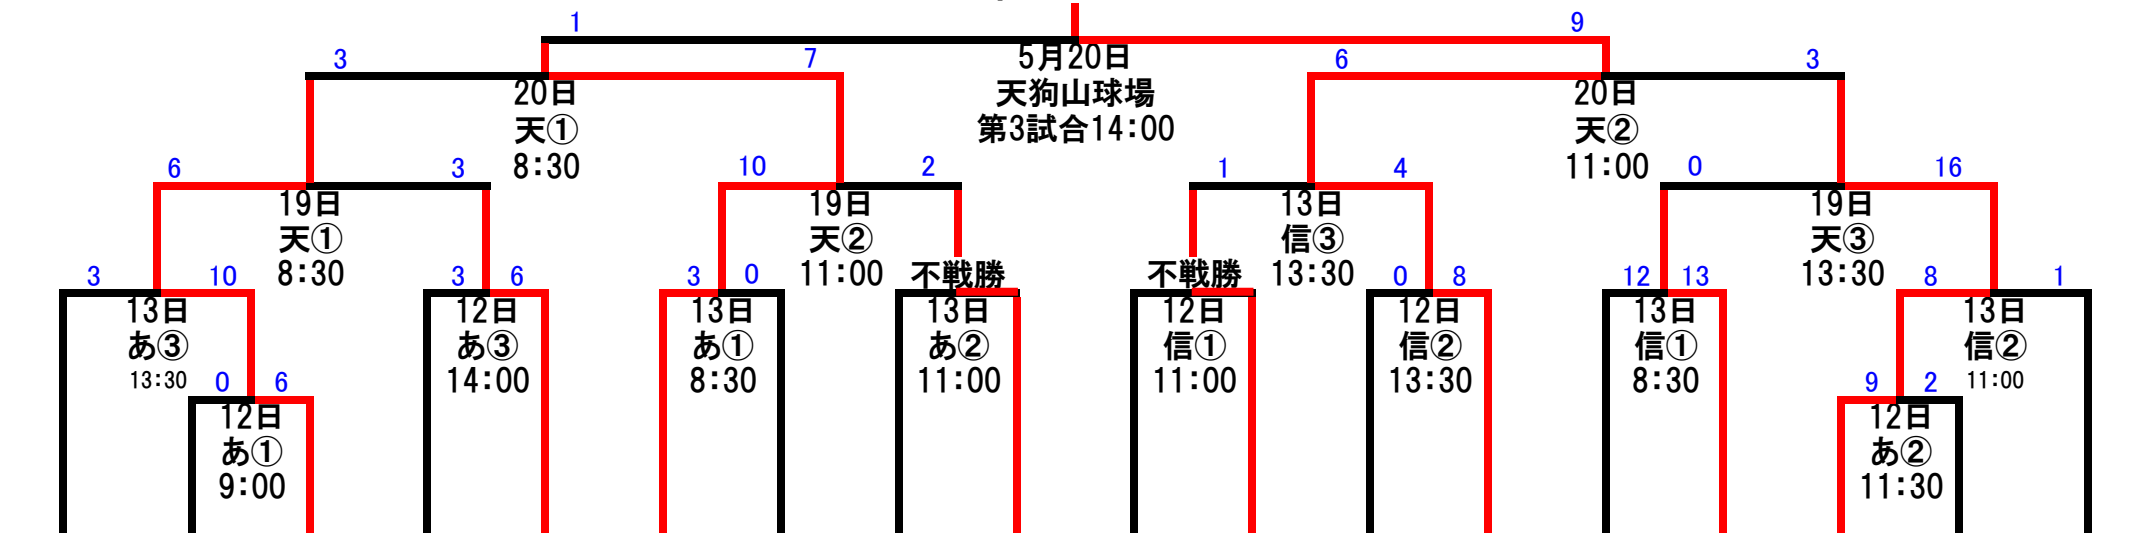 1
9
3
7
5月20日
6
3
20日
天狗山球場
20日
天①
第3試合14:00
天②
8:30
11:00
6
3
10
2
1
4
0
16
19日
19日
13日
19日
天①
天②
信③
天③
8:30
11:00
13:30
13:30
不戦勝
不戦勝
3
10
3
6
3
0
0
8
12
13
8
1
13日
12日
13日
13日
12日
12日
13日
13日
あ③
あ③
あ①
あ②
信①
信②
信①
信②
13:30
14:00
8:30
11:00
11:00
13:30
8:30
11:00
0
6
9
2
12日
12日
あ①
あ②
9:00
11:30